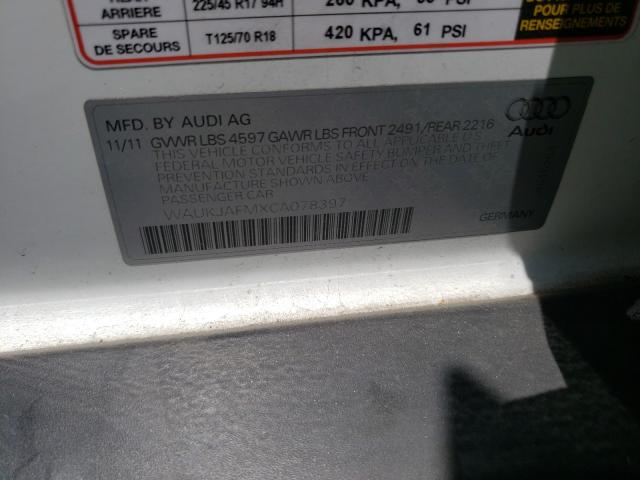 ARRIERE 225/45 R17 94H KPA, PSI
SPARE
DE SECOURS T125/70 R18 420 KPA, 61 PSI
POUR PLUS DE
RENSEIGNEMENTS
MFD. BY AUDI AG
11/11 GVWR LBS 4597 GAWR LBS FRONT 2491/REAR 2216
THIS VEHICLE CONFORMS TO ALL APPLICABLE U.S.
FEDERAL MOTOR VEHICLE SAFETY BUMPER AND THEFT
PREVENTION STANDARDS IN EFFECT ON THE DATE OF
MANUFACTURE SHOWN ABOVE
PASSENGER CAR GERMANY
WAUKJAFMXCA078397
Audi